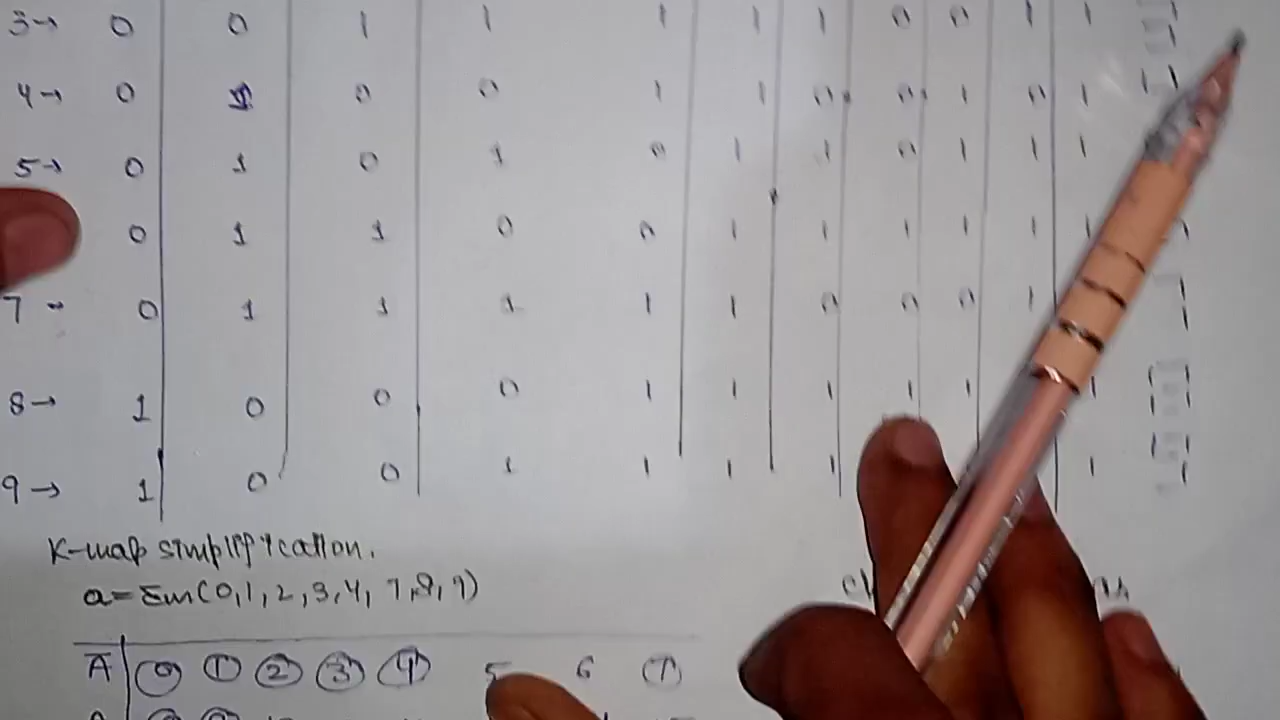 3→ 0 0 1 1 1 1 1 0 0 1 1
4→ 0 1 0 0 1 1 0 0 1 0 1
5→ 0 1 0 1 0 1 1 0 1 1 1
0 1 1 0 0 1 1 1 1 1
7 0 1 1 1 1 1 0 0 0 1
8→ 1 0 0 0 1 1 1 1 1 1
9→ 1 0 0 1 1 1 1 1
K-map simplification.
a=Σm(0,1,2,3,4,7,8,9)
A̅ 0 1 2 3 4 5 6 7